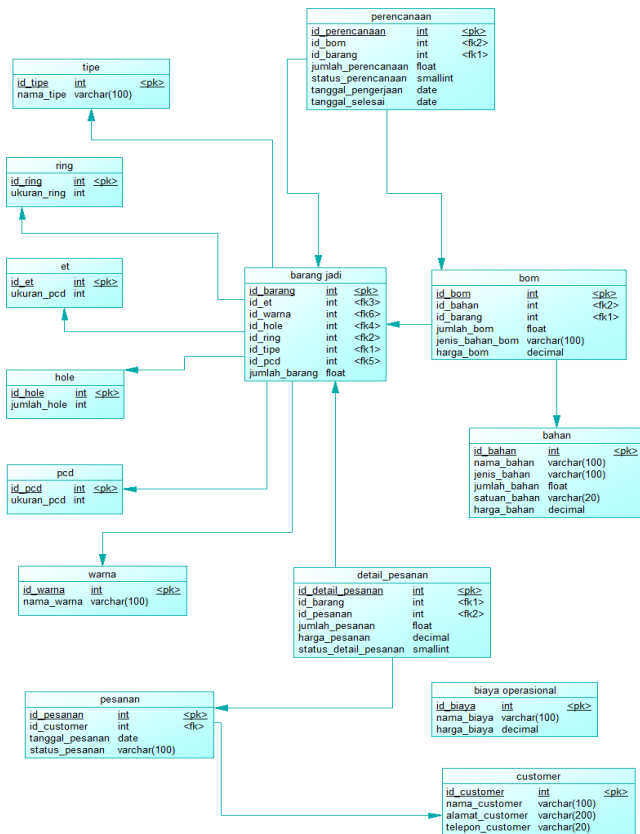 perencanaan
id_perencanaan int <pk>
id_bom int <fk2>
id_barang int <fk1>
jumlah_perencanaan float
status_perencanaan smallint
tanggal_pengerjaan date
tanggal_selesai date
tipe
id_tipe int <pk>
nama_tipe varchar(100)
ring
id_ring int <pk>
ukuran_ring int
et
id_et int <pk>
ukuran_pcd int
barang jadi
id_barang int <pk>
id_et int <fk3>
id_warna int <fk6>
id_hole int <fk4>
id_ring int <fk2>
id_tipe int <fk1>
id_pcd int <fk5>
jumlah_barang float
bom
id_bom int <pk>
id_bahan int <fk2>
id_barang int <fk1>
jumlah_bom float
jenis_bahan_bom varchar(100)
harga_bom decimal
hole
id_hole int <pk>
jumlah_hole int
bahan
id_bahan int <pk>
nama_bahan varchar(100)
jenis_bahan varchar(100)
jumlah_bahan float
satuan_bahan varchar(20)
harga_bahan decimal
pcd
id_pcd int <pk>
ukuran_pcd int
warna
id_warna int <pk>
nama_warna varchar(100)
detail_pesanan
id_detail_pesanan int <pk>
id_barang int <fk1>
id_pesanan int <fk2>
jumlah_pesanan float
harga_pesanan decimal
status_detail_pesanan smallint
pesanan
id_pesanan int <pk>
id_customer int <fk>
tanggal_pesanan date
status_pesanan varchar(100)
biaya operasional
id_biaya int <pk>
nama_biaya varchar(100)
harga_biaya decimal
customer
id_customer int <pk>
nama_customer varchar(100)
alamat_customer varchar(200)
telepon_customer varchar(20)